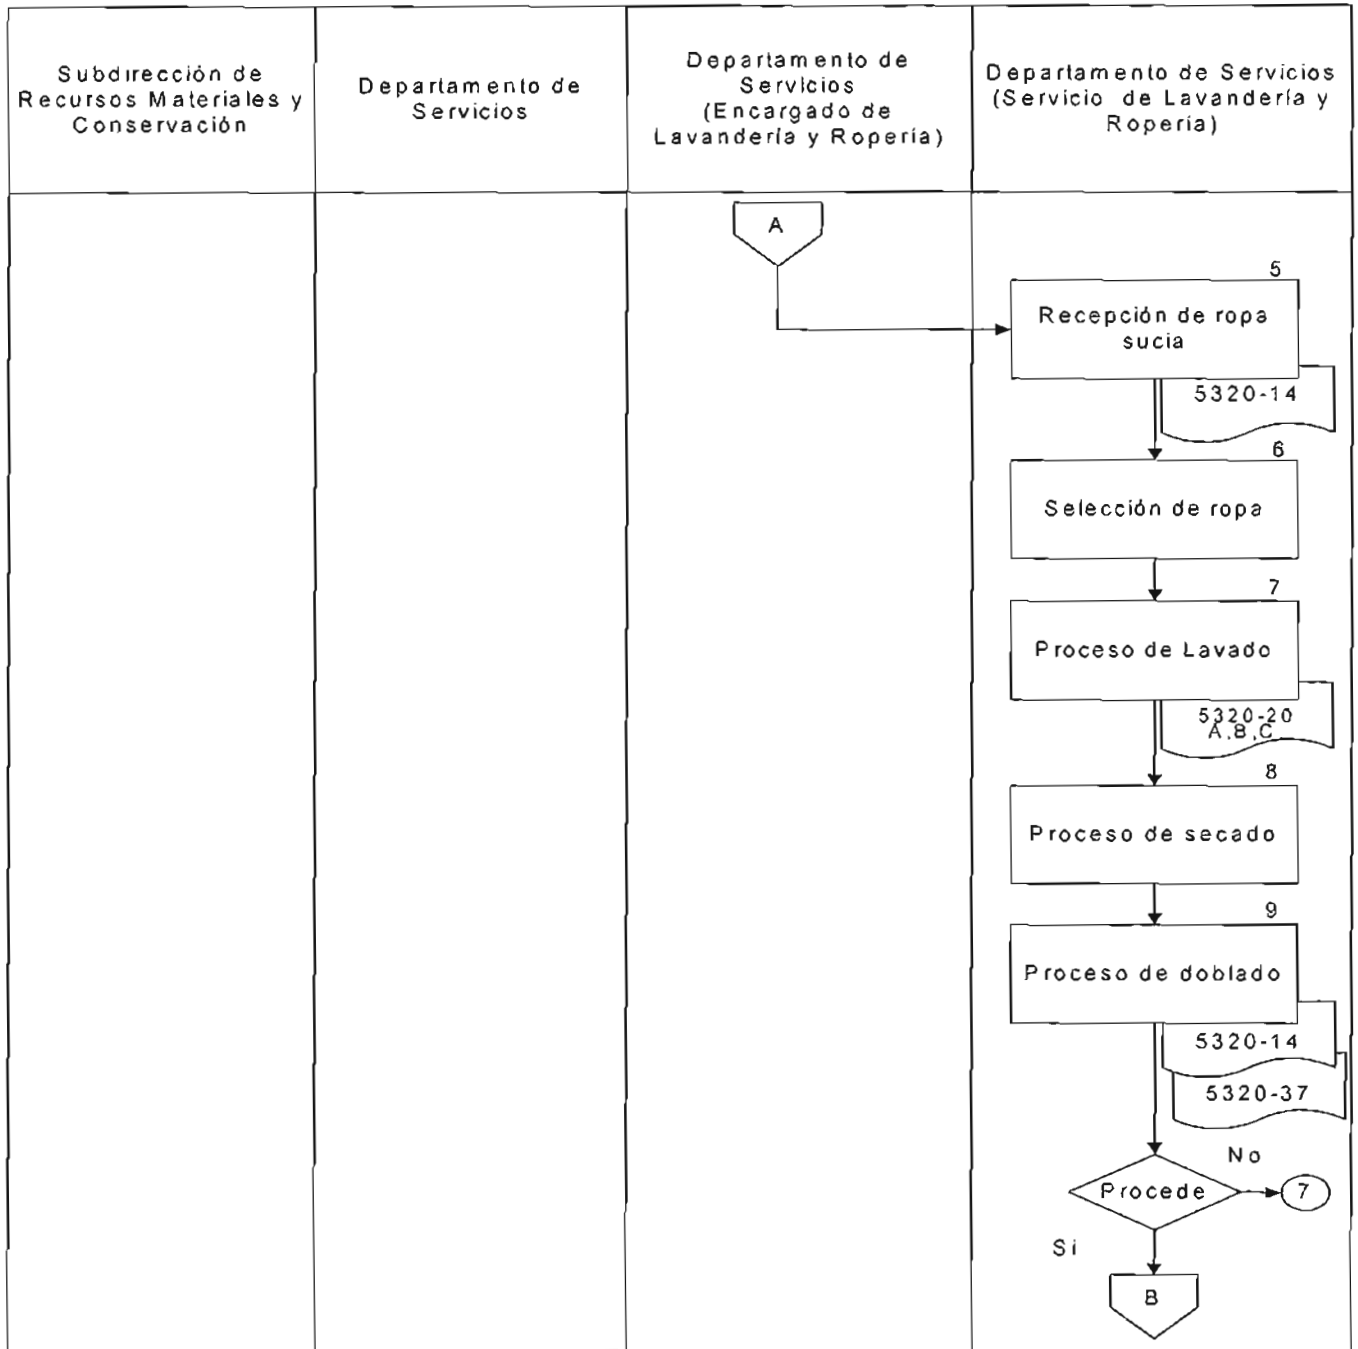 Subdirección de
Recursos Materiales y
Conservación
Departamento de
Servicios
Departamento de
Servicios
(Encargado de
Lavandería y Ropería)
Departamento de Servicios
(Servicio de Lavandería y
Ropería)
A
5
Recepción de ropa
sucia
5320-14
6
Selección de ropa
7
Proceso de Lavado
5320-20
A,B,C
8
Proceso de secado
9
Proceso de doblado
5320-14
5320-37
No
Procede
7
Si
B